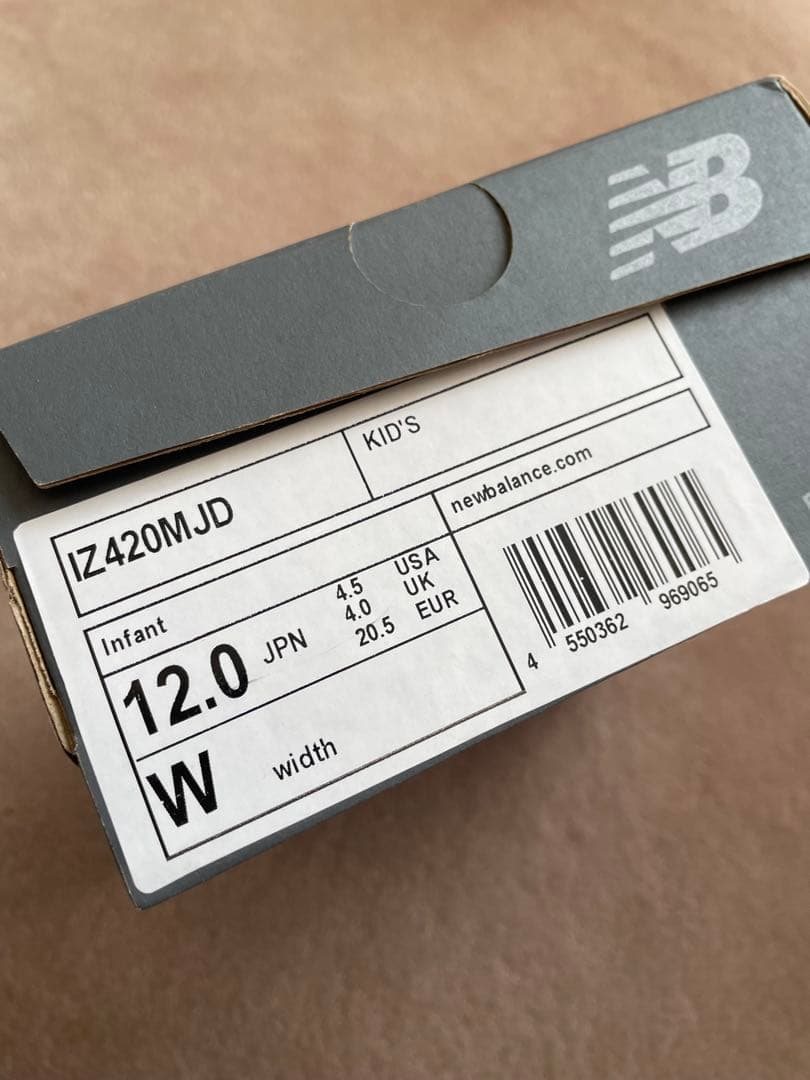 NB
IZ420MJD
KID'S
newbalance.com
Infant
12.0 JPN
4.5 USA
4.0 UK
20.5 EUR
W width
4 550362 969065